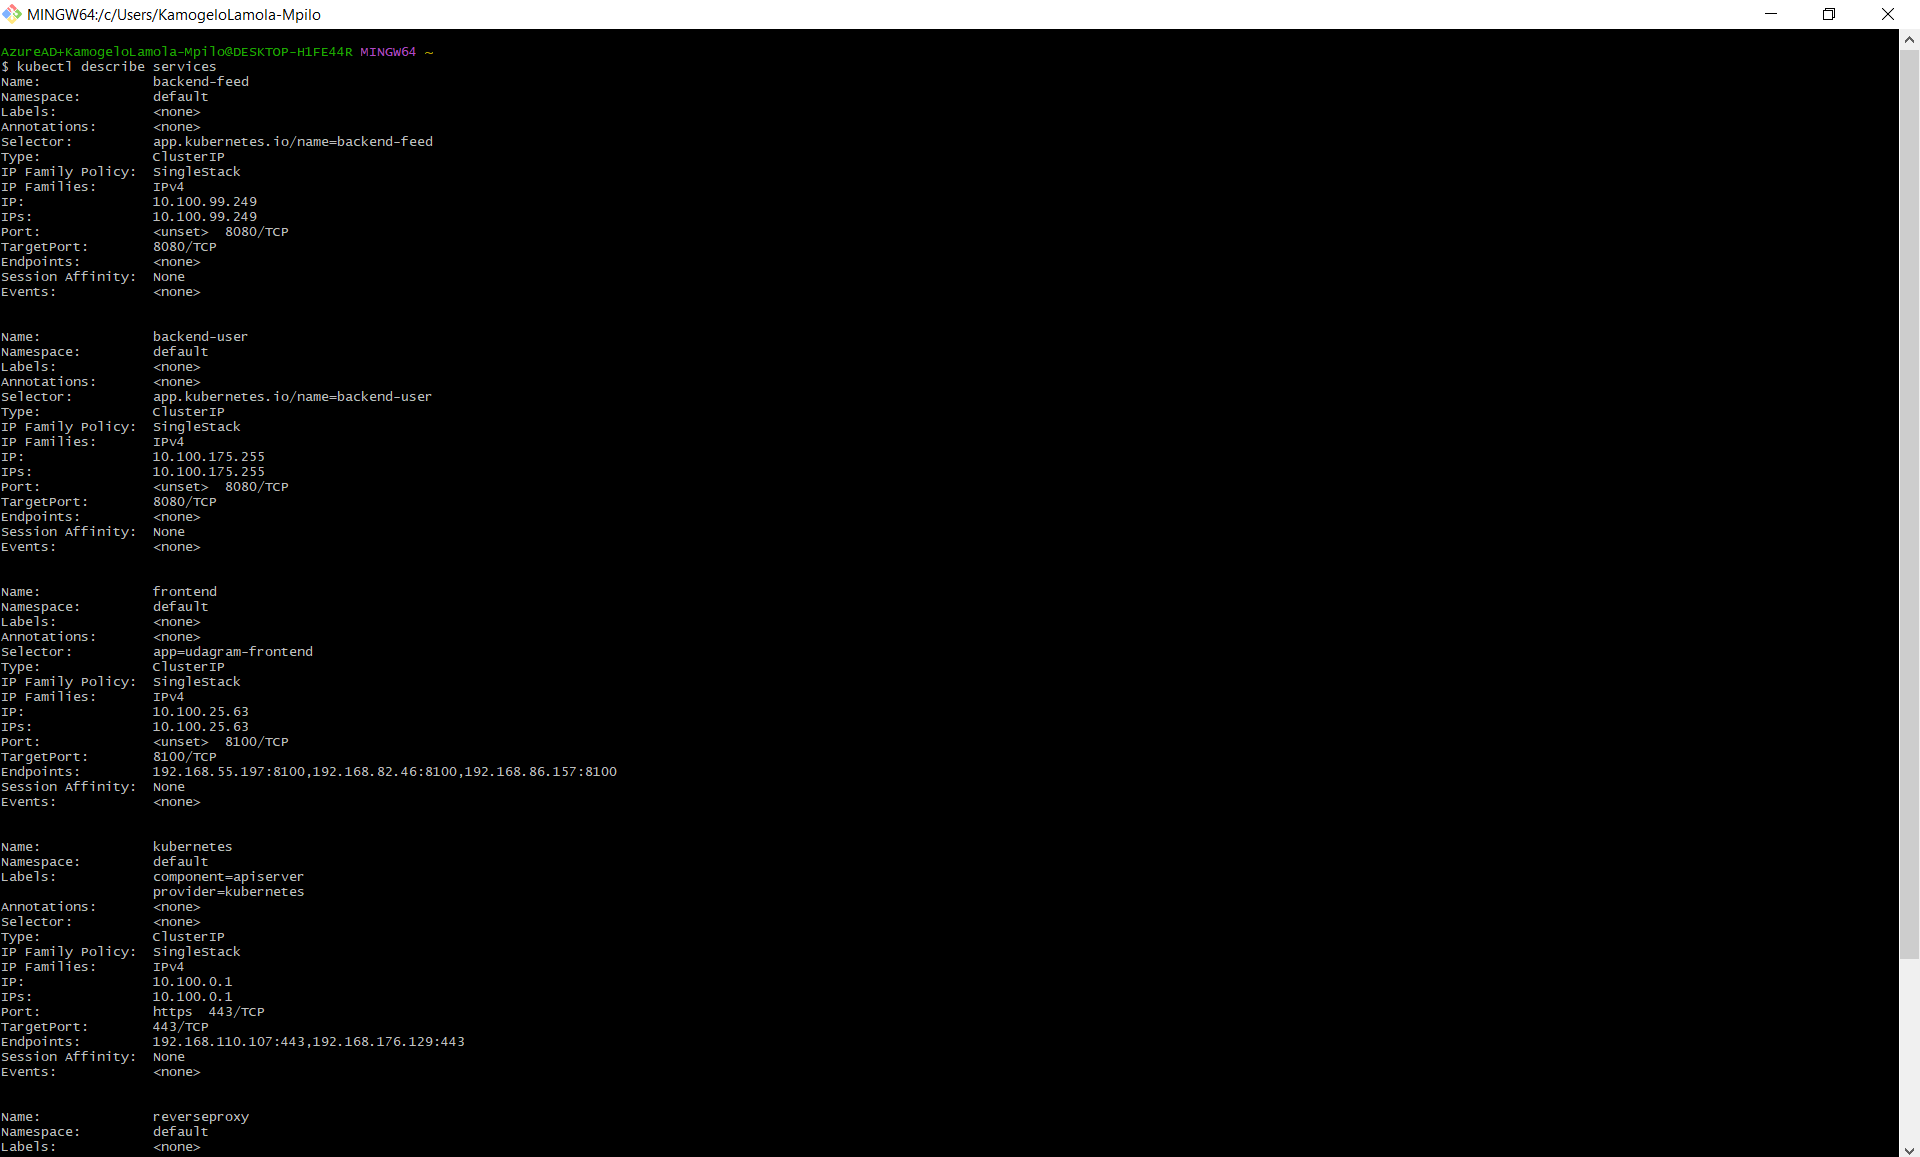 MINGW64:/c/Users/KamogeloLamola-Mpilo
AzureAD+KamogeloLamola-Mpilo@DESKTOP-H1FE44R MINGW64 ~
$ kubectl describe services
Name:              backend-feed
Namespace:         default
Labels:            <none>
Annotations:       <none>
Selector:          app.kubernetes.io/name=backend-feed
Type:              ClusterIP
IP Family Policy:  SingleStack
IP Families:       IPv4
IP:                10.100.99.249
IPs:               10.100.99.249
Port:              <unset>  8080/TCP
TargetPort:        8080/TCP
Endpoints:         <none>
Session Affinity:  None
Events:            <none>
Name:              backend-user
Namespace:         default
Labels:            <none>
Annotations:       <none>
Selector:          app.kubernetes.io/name=backend-user
Type:              ClusterIP
IP Family Policy:  SingleStack
IP Families:       IPv4
IP:                10.100.175.255
IPs:               10.100.175.255
Port:              <unset>  8080/TCP
TargetPort:        8080/TCP
Endpoints:         <none>
Session Affinity:  None
Events:            <none>
Name:              frontend
Namespace:         default
Labels:            <none>
Annotations:       <none>
Selector:          app=udagram-frontend
Type:              ClusterIP
IP Family Policy:  SingleStack
IP Families:       IPv4
IP:                10.100.25.63
IPs:               10.100.25.63
Port:              <unset>  8100/TCP
TargetPort:        8100/TCP
Endpoints:         192.168.55.197:8100,192.168.82.46:8100,192.168.86.157:8100
Session Affinity:  None
Events:            <none>
Name:              kubernetes
Namespace:         default
Labels:            component=apiserver
                   provider=kubernetes
Annotations:       <none>
Selector:          <none>
Type:              ClusterIP
IP Family Policy:  SingleStack
IP Families:       IPv4
IP:                10.100.0.1
IPs:               10.100.0.1
Port:              https  443/TCP
TargetPort:        443/TCP
Endpoints:         192.168.110.107:443,192.168.176.129:443
Session Affinity:  None
Events:            <none>
Name:              reverseproxy
Namespace:         default
Labels:            <none>